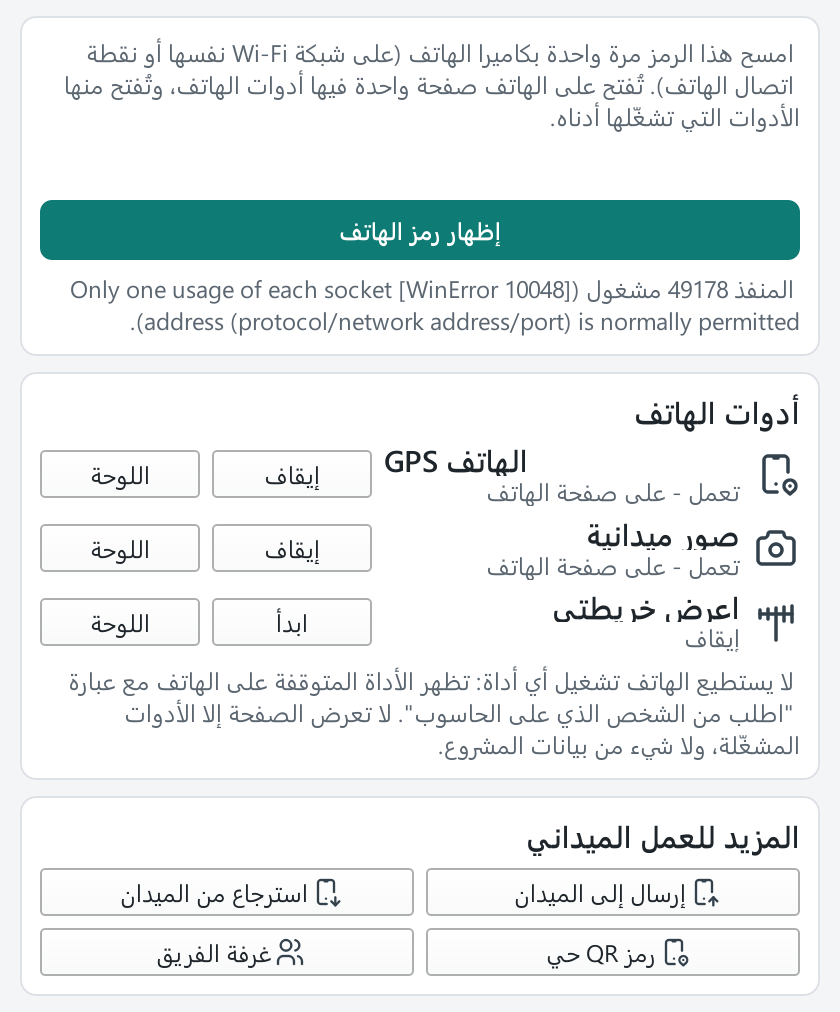 امسح هذا الرمز مرة واحدة بكاميرا الهاتف (على شبكة Wi-Fi نفسها أو نقطة
اتصال الهاتف). تُفتح على الهاتف صفحة واحدة فيها أدوات الهاتف، وتُفتح منها
الأدوات التي تشغّلها أدناه.
إظهار رمز الهاتف
المنفذ 49178 مشغول ([WinError 10048] Only one usage of each socket
address (protocol/network address/port) is normally permitted).
أدوات الهاتف
الهاتف GPS
تعمل - على صفحة الهاتف
إيقاف
اللوحة
صور ميدانية
تعمل - على صفحة الهاتف
إيقاف
اللوحة
اعرض خريطتي
إيقاف
ابدأ
اللوحة
لا يستطيع الهاتف تشغيل أي أداة: تظهر الأداة المتوقفة على الهاتف مع عبارة
"اطلب من الشخص الذي على الحاسوب". لا تعرض الصفحة إلا الأدوات
المشغّلة، ولا شيء من بيانات المشروع.
المزيد للعمل الميداني
إرسال إلى الميدان
استرجاع من الميدان
رمز QR حي
غرفة الفريق